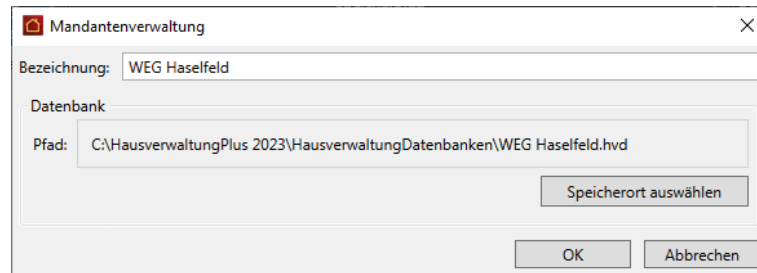 Mandantenverwaltung
Bezeichnung: WEG Haselfeld
Datenbank
Pfad: C:\HausverwaltungPlus 2023\HausverwaltungDatenbanken\WEG Haselfeld.hvd
Speicherort auswählen
OK Abbrechen